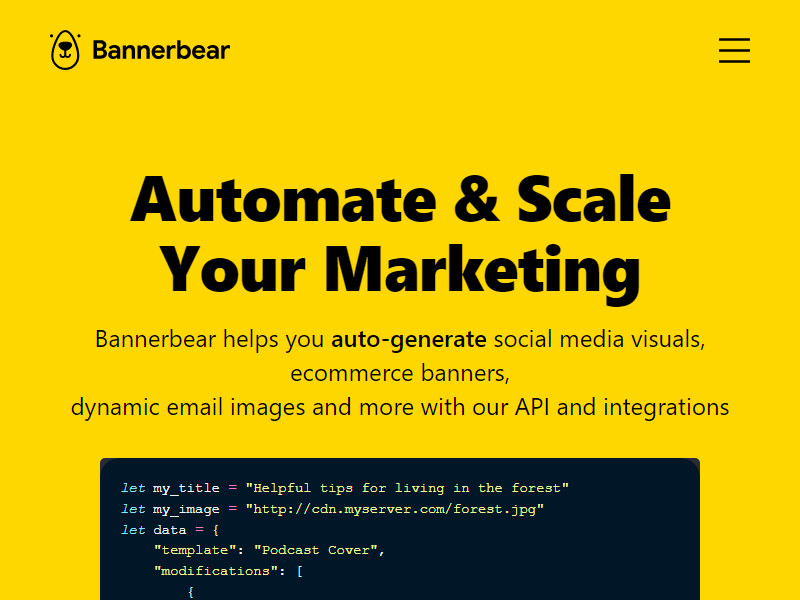 Bannerbear
Automate & Scale
Your Marketing
Bannerbear helps you auto-generate social media visuals,
ecommerce banners,
dynamic email images and more with our API and integrations
let my_title = "Helpful tips for living in the forest"
let my_image = "http://cdn.myserver.com/forest.jpg"
let data = {
    "template": "Podcast Cover",
    "modifications": [
        {